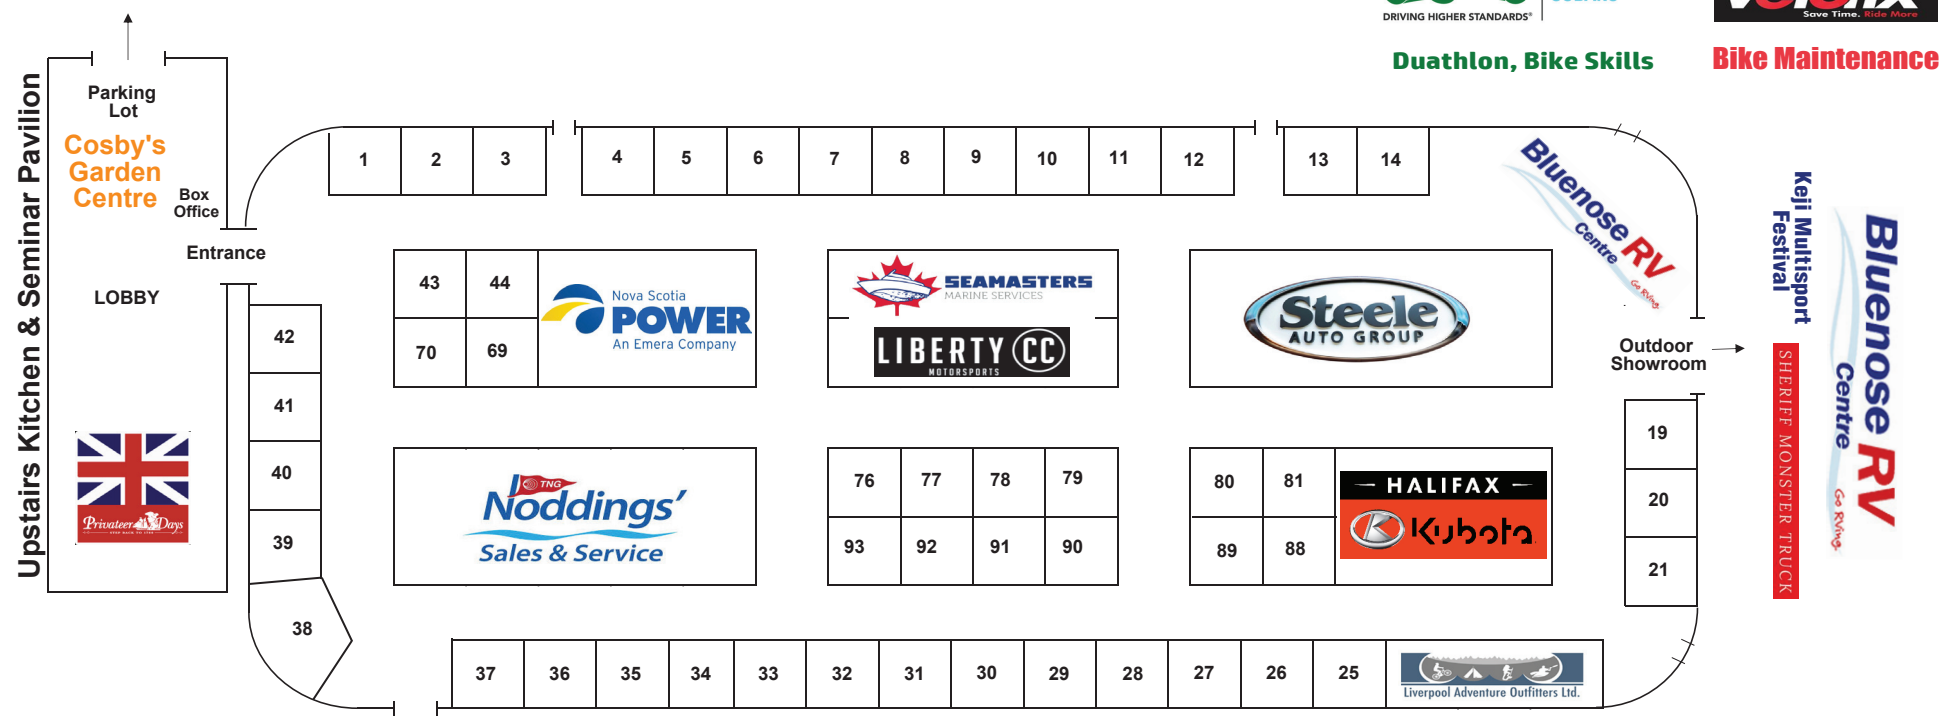 DRIVING HIGHER STANDARDS®
Save Time. Ride More
Duathlon, Bike Skills
Bike Maintenance
Upstairs Kitchen & Seminar Pavilion
Parking
Lot
Cosby's
Garden
Centre
Box
Office
Entrance
LOBBY
Privateer Days
1
2
3
4
5
6
7
8
9
10
11
12
13
14
Bluenose RV
Centre
Go RVing
Keji Multisport
Festival
SHERIFF MONSTER TRUCK
Bluenose RV
Centre
Go RVing
43
44
70
69
Nova Scotia
POWER
An Emera Company
SEAMASTERS
MARINE SERVICES
LIBERTY CC
MOTORSPORTS
Steele
AUTO GROUP
Outdoor
Showroom
42
41
40
39
38
TNG
Noddings'
Sales & Service
76
77
78
79
93
92
91
90
80
81
89
88
HALIFAX
Kubota
19
20
21
37
36
35
34
33
32
31
30
29
28
27
26
25
Liverpool Adventure Outfitters Ltd.